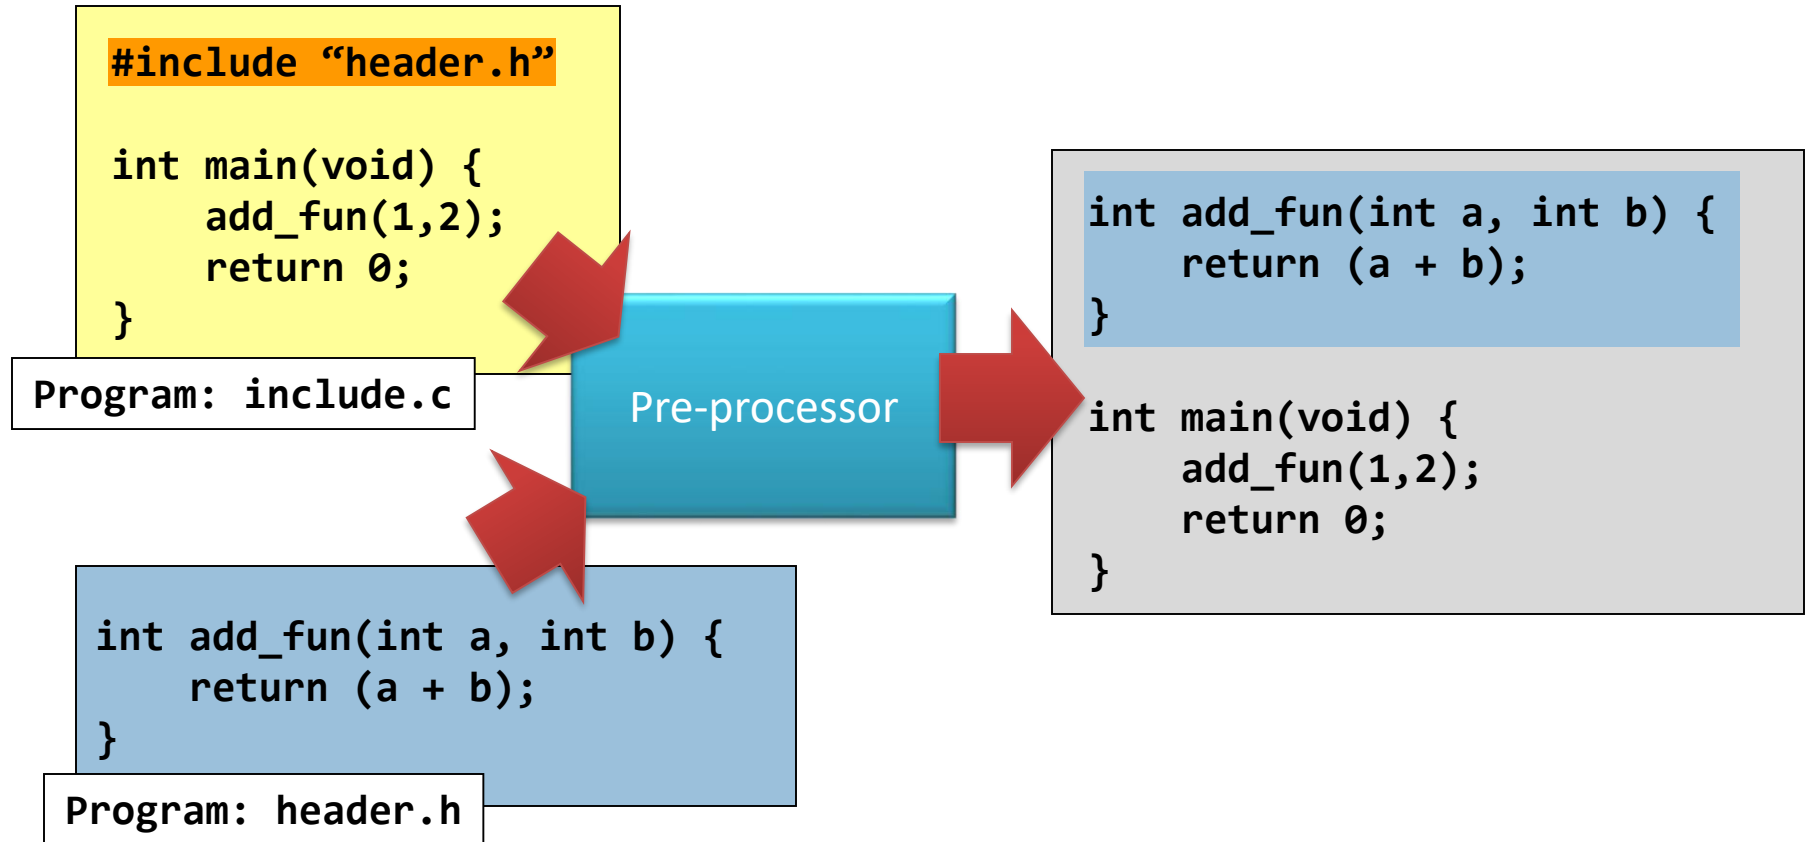 #include “header.h”
int main(void) {
    add_fun(1,2);
    return 0;
}
Program: include.c
Pre-processor
int add_fun(int a, int b) {
    return (a + b);
}
Program: header.h
int add_fun(int a, int b) {
    return (a + b);
}
int main(void) {
    add_fun(1,2);
    return 0;
}